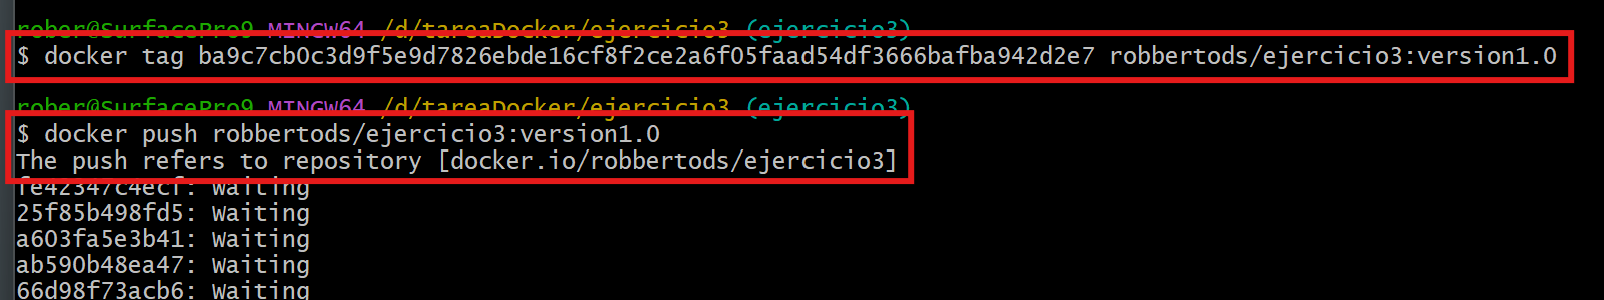 rober@SurfacePro9 MINGW64 /d/tareaDocker/ejercicio3 (ejercicio3)
$ docker tag ba9c7cb0c3d9f5e9d7826ebde16cf8f2ce2a6f05faad54df3666bafba942d2e7 robbertods/ejercicio3:version1.0
rober@SurfacePro9 MINGW64 /d/tareaDocker/ejercicio3 (ejercicio3)
$ docker push robbertods/ejercicio3:version1.0
The push refers to repository [docker.io/robbertods/ejercicio3]
fe42347c4ecf: Waiting
25f85b498fd5: Waiting
a603fa5e3b41: Waiting
ab590b48ea47: Waiting
66d98f73acb6: Waiting